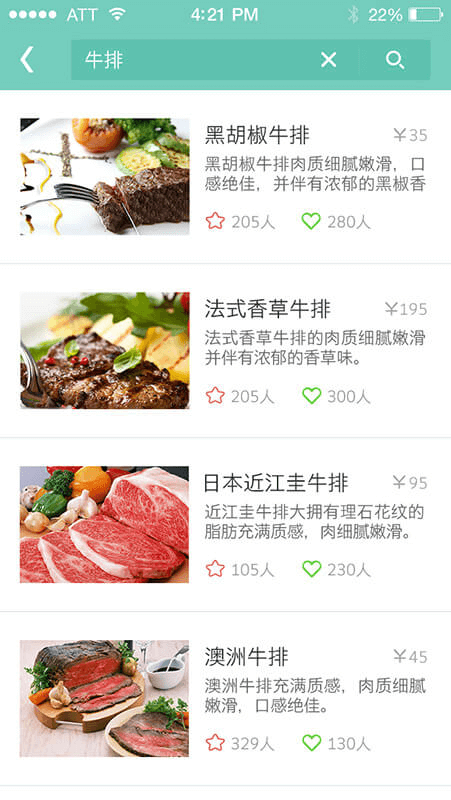 ATT 4:21 PM 22%
牛排
黑胡椒牛排 ¥35
黑胡椒牛排肉质细腻嫩滑，口
感绝佳，并伴有浓郁的黑椒香
205人 280人
法式香草牛排 ¥195
法式香草牛排的肉质细腻嫩滑
并伴有浓郁的香草味。
205人 300人
日本近江圭牛排 ¥95
近江圭牛排大拥有理石花纹的
脂肪充满质感，肉细腻嫩滑。
105人 230人
澳洲牛排 ¥45
澳洲牛排充满质感，肉质细腻
嫩滑，口感绝佳。
329人 130人